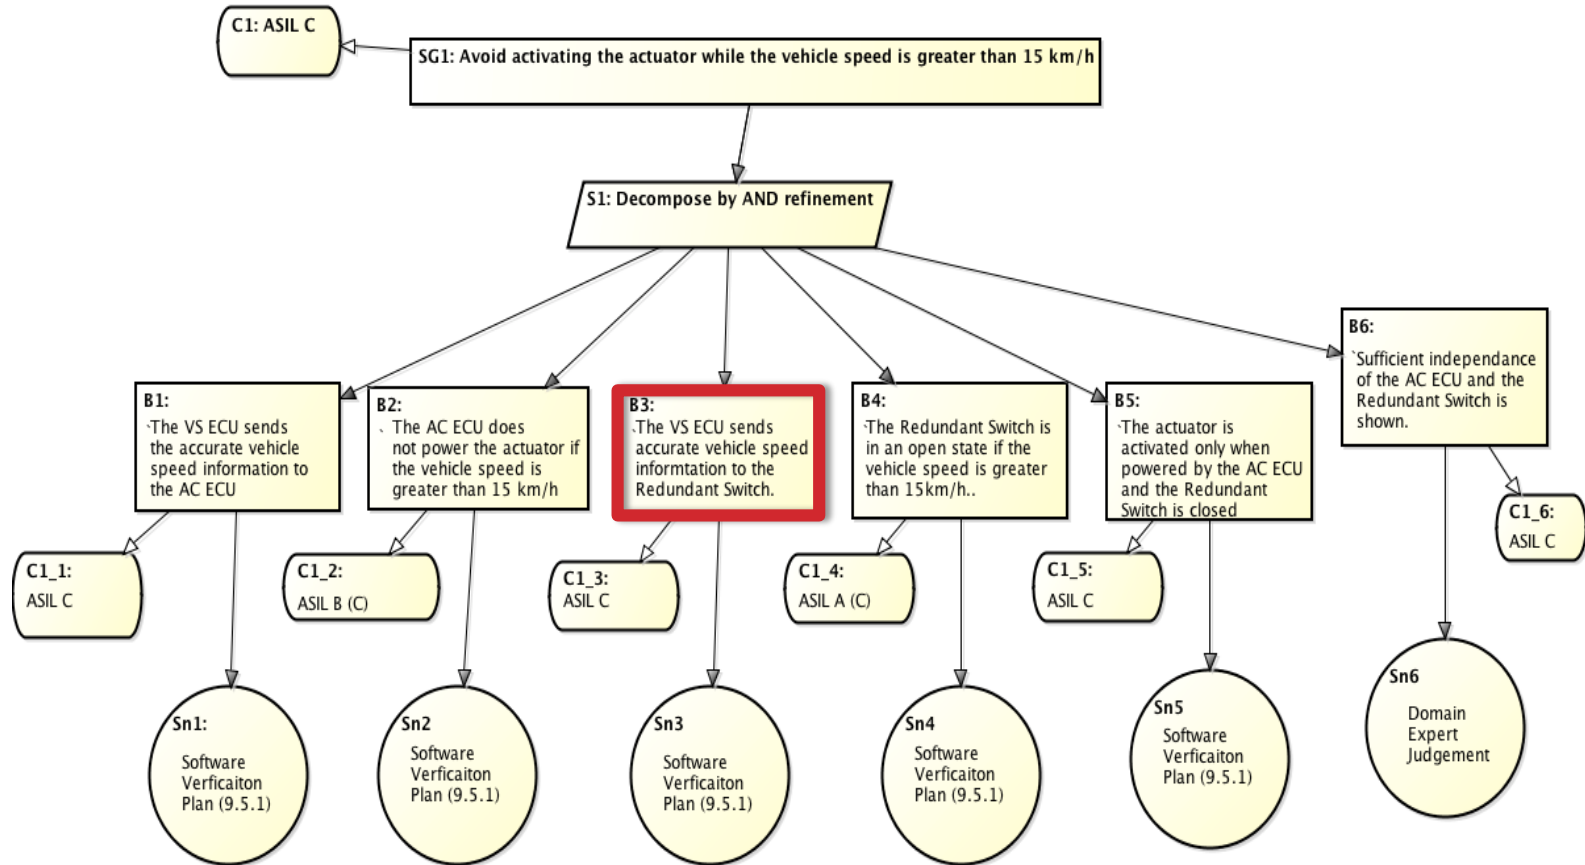 C1: ASIL C
SG1: Avoid activating the actuator while the vehicle speed is greater than 15 km/h
S1: Decompose by AND refinement
B1:
`The VS ECU sends
the accurate vehicle
speed information to
the AC ECU
B2:
` The AC ECU does
not power the actuator if
the vehicle speed is
greater than 15 km/h
B3:
`The VS ECU sends
accurate vehicle speed
informtation to the
Redundant Switch.
B4:
`The Redundant Switch is
in an open state if the
vehicle speed is greater
than 15km/h..
B5:
`The actuator is
activated only when
powered by the AC ECU
and the Redundant
Switch is closed
B6:
`Sufficient independance
of the AC ECU and the
Redundant Switch is
shown.
C1_1:
ASIL C
C1_2:
ASIL B (C)
C1_3:
ASIL C
C1_4:
ASIL A (C)
C1_5:
ASIL C
C1_6:
ASIL C
Sn1:
Software
Verficaiton
Plan (9.5.1)
Sn2
Software
Verficaiton
Plan (9.5.1)
Sn3
Software
Verficaiton
Plan (9.5.1)
Sn4
Software
Verficaiton
Plan (9.5.1)
Sn5
Software
Verficaiton
Plan (9.5.1)
Sn6
Domain
Expert
Judgement